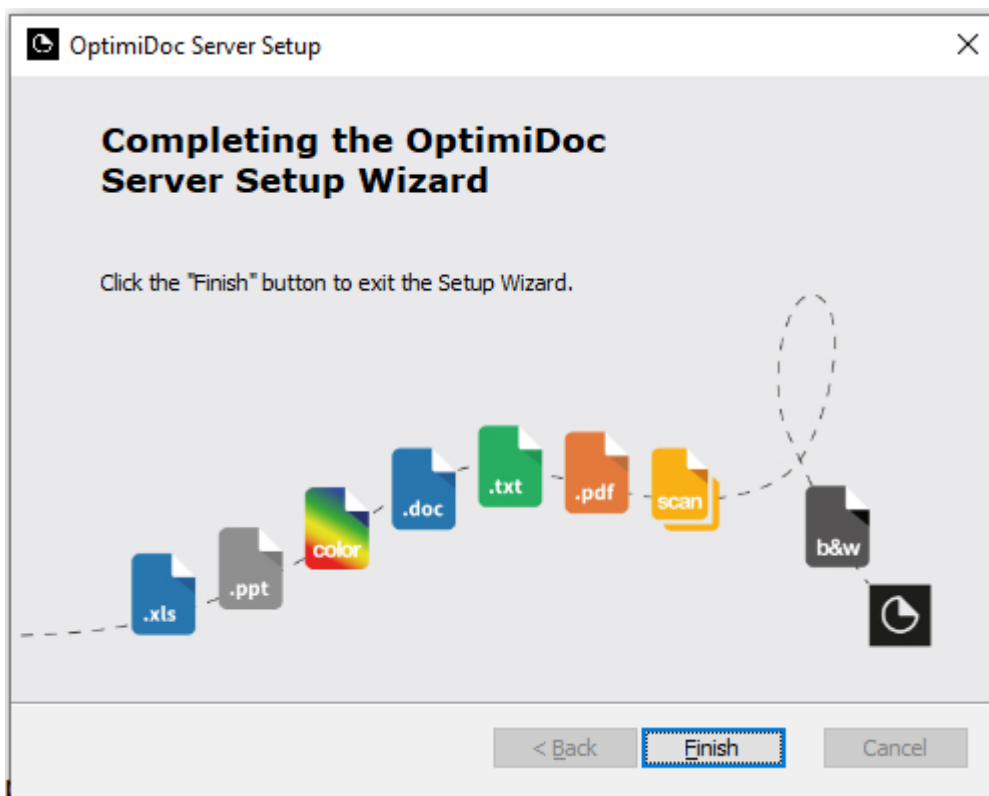 OptimiDoc Server Setup
Completing the OptimiDoc
Server Setup Wizard
Click the "Finish" button to exit the Setup Wizard.
.xls
.ppt
color
.doc
.txt
.pdf
scan
b&w
< Back
Finish
Cancel